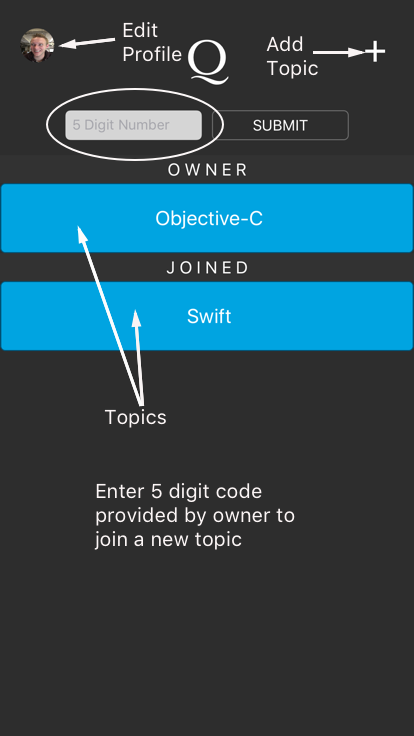 Edit
Profile
Q
Add
Topic
+
5 Digit Number
SUBMIT
OWNER
Objective-C
JOINED
Swift
Topics
Enter 5 digit code
provided by owner to
join a new topic